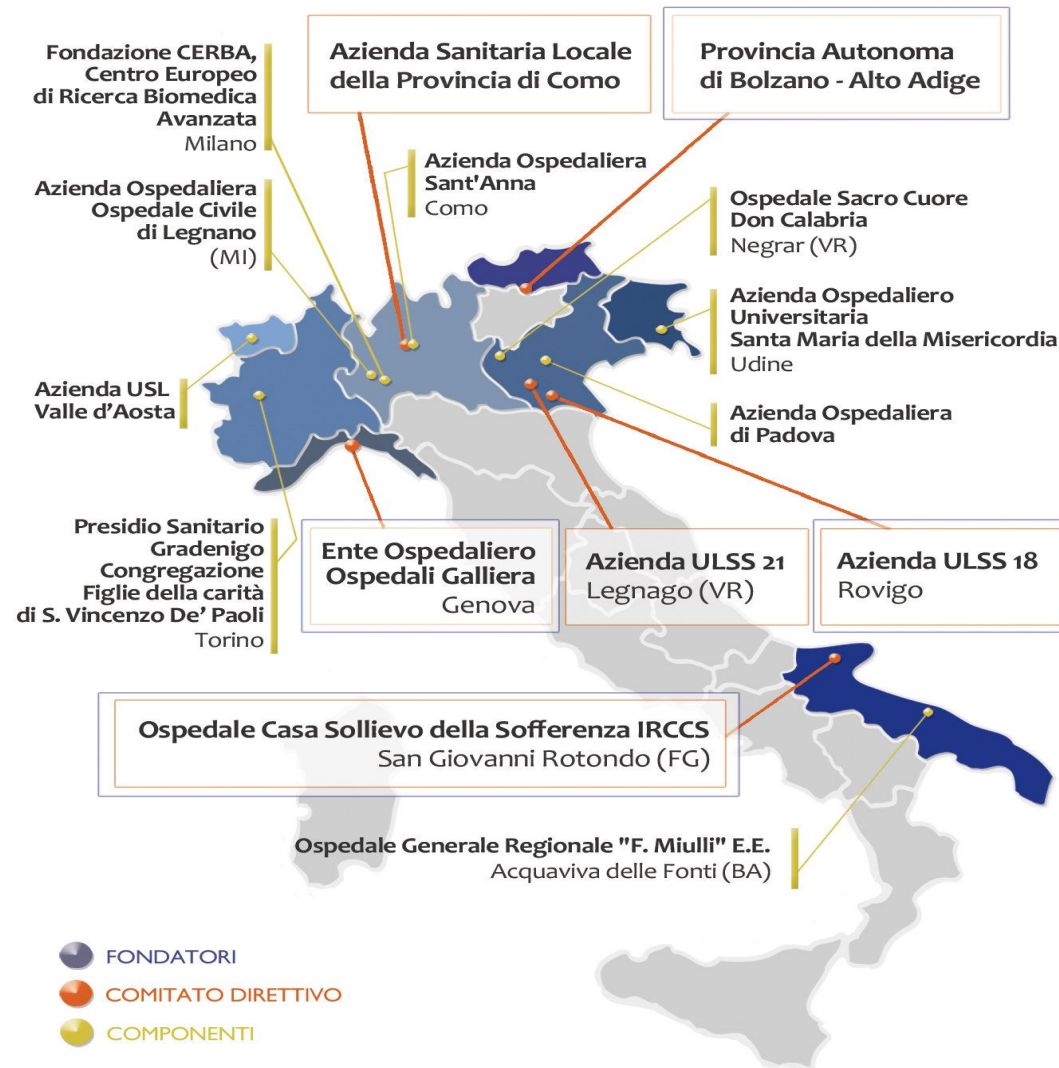 Fondazione CERBA,
Centro Europeo
di Ricerca Biomedica
Avanzata
Milano
Azienda Sanitaria Locale
della Provincia di Como
Provincia Autonoma
di Bolzano - Alto Adige
Azienda Ospedaliera
Sant'Anna
Como
Azienda Ospedaliera
Ospedale Civile
di Legnano
(MI)
Ospedale Sacro Cuore
Don Calabria
Negrar (VR)
Azienda Ospedaliero
Universitaria
Santa Maria della Misericordia
Udine
Azienda USL
Valle d’Aosta
Azienda Ospedaliera
di Padova
Presidio Sanitario
Gradenigo
Congregazione
Figlie della carità
di S. Vincenzo De’ Paoli
Torino
Ente Ospedaliero
Ospedali Galliera
Genova
Azienda ULSS 21
Legnago (VR)
Azienda ULSS 18
Rovigo
Ospedale Casa Sollievo della Sofferenza IRCCS
San Giovanni Rotondo (FG)
Ospedale Generale Regionale "F. Miulli" E.E.
Acquaviva delle Fonti (BA)
FONDATORI
COMITATO DIRETTIVO
COMPONENTI